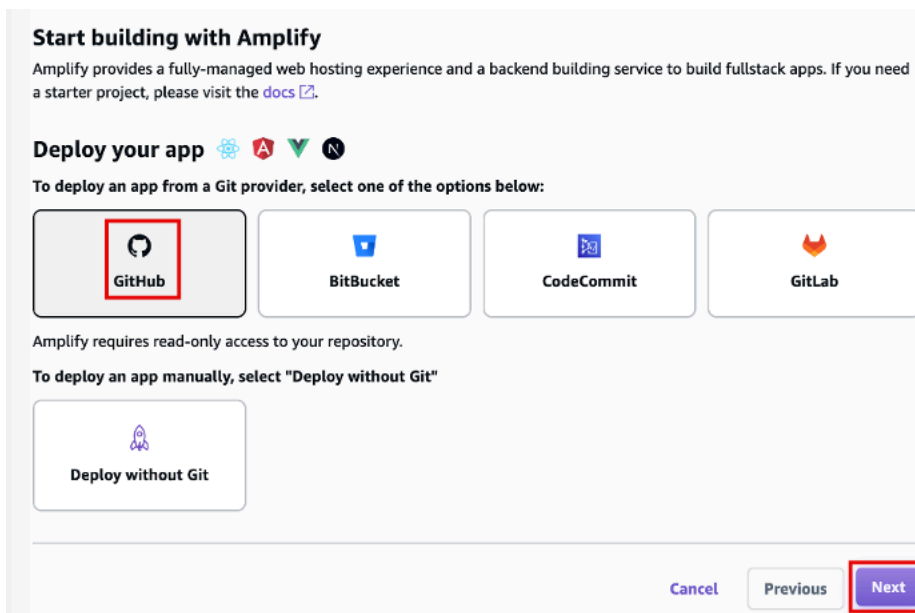 Start building with Amplify
Amplify provides a fully-managed web hosting experience and a backend building service to build fullstack apps. If you need
a starter project, please visit the docs.
Deploy your app
To deploy an app from a Git provider, select one of the options below:
GitHub
BitBucket
CodeCommit
GitLab
Amplify requires read-only access to your repository.
To deploy an app manually, select "Deploy without Git"
Deploy without Git
Cancel
Previous
Next